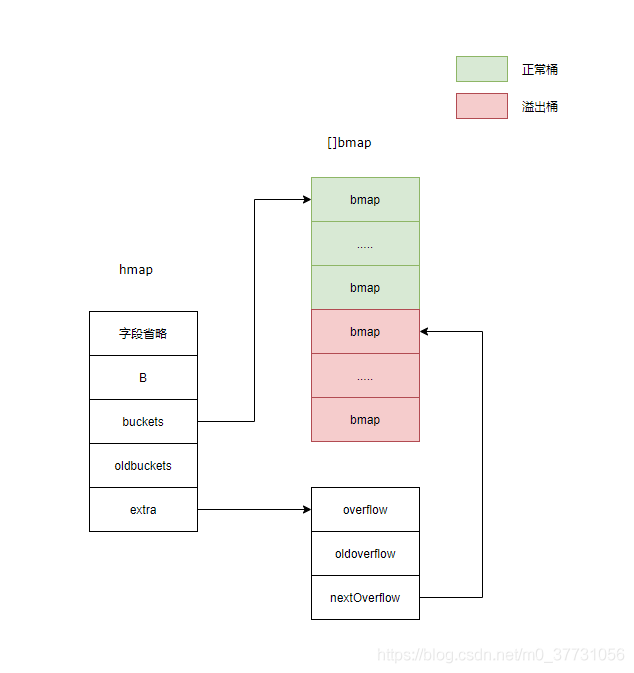 正常桶
溢出桶
[]bmap
bmap
.....
bmap
bmap
.....
bmap
hmap
字段省略
B
buckets
oldbuckets
extra
overflow
oldoverflow
nextOverflow
https://blog.csdn.net/m0_37731056